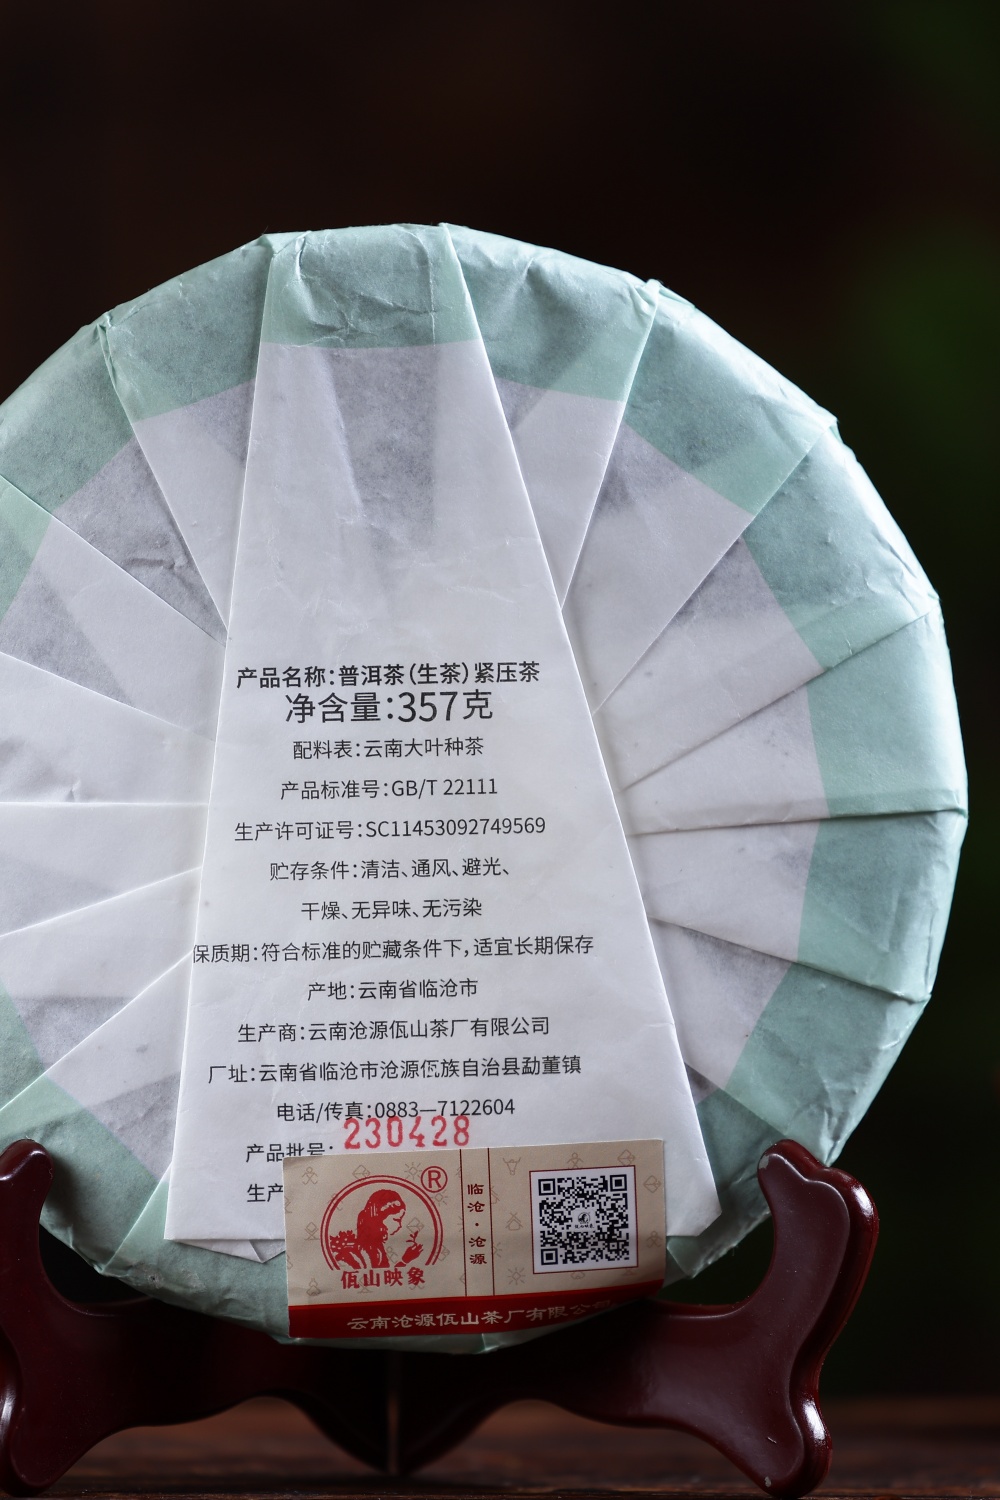 产品名称:普洱茶(生茶)紧压茶
净含量:357克
配料表:云南大叶种茶
产品标准号:GB/T 22111
生产许可证号:SC11453092749569
贮存条件:清洁、通风、避光、
干燥、无异味、无污染
保质期:符合标准的贮藏条件下,适宜长期保存
产地:云南省临沧市
生产商:云南沧源佤山茶厂有限公司
厂址:云南省临沧市沧源佤族自治县勐董镇
电话/传真:0883—7122604
产品批号: 230428
生产
®
佤山映象
临沧·沧源
云南沧源佤山茶厂有限公司